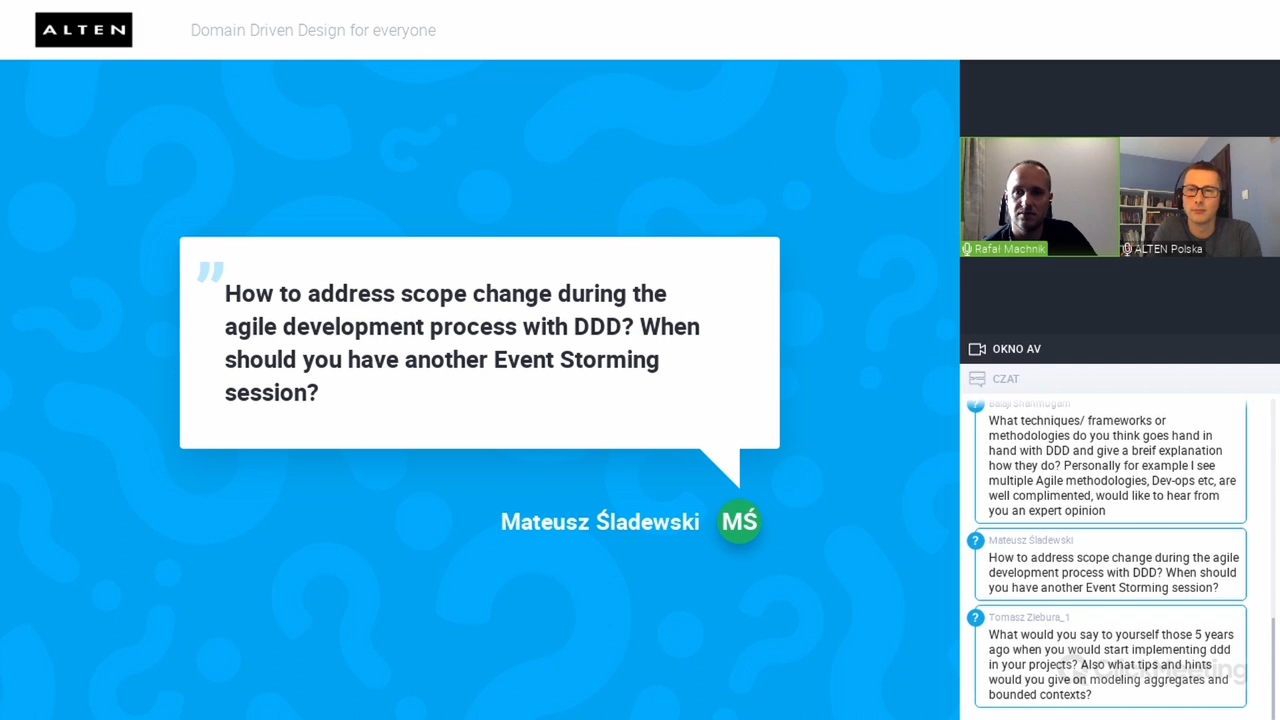 ALTEN
Domain Driven Design for everyone
How to address scope change during the
agile development process with DDD? When
should you have another Event Storming
session?
Mateusz Śladewski
MŚ
Rafał Machnik
ALTEN Polska
OKNO AV
CZAT
Balaji Shanmugam
What techniques/ frameworks or
methodologies do you think goes hand in
hand with DDD and give a breif explanation
how they do? Personally for example I see
multiple Agile methodologies, Dev-ops etc, are
well complimented, would like to hear from
you an expert opinion
?
Mateusz Śladewski
How to address scope change during the agile
development process with DDD? When should
you have another Event Storming session?
?
Tomasz Ziebura_1
What would you say to yourself those 5 years
ago when you would start implementing ddd
in your projects? Also what tips and hints
would you give on modeling aggregates and
bounded contexts?
ClickMeeting